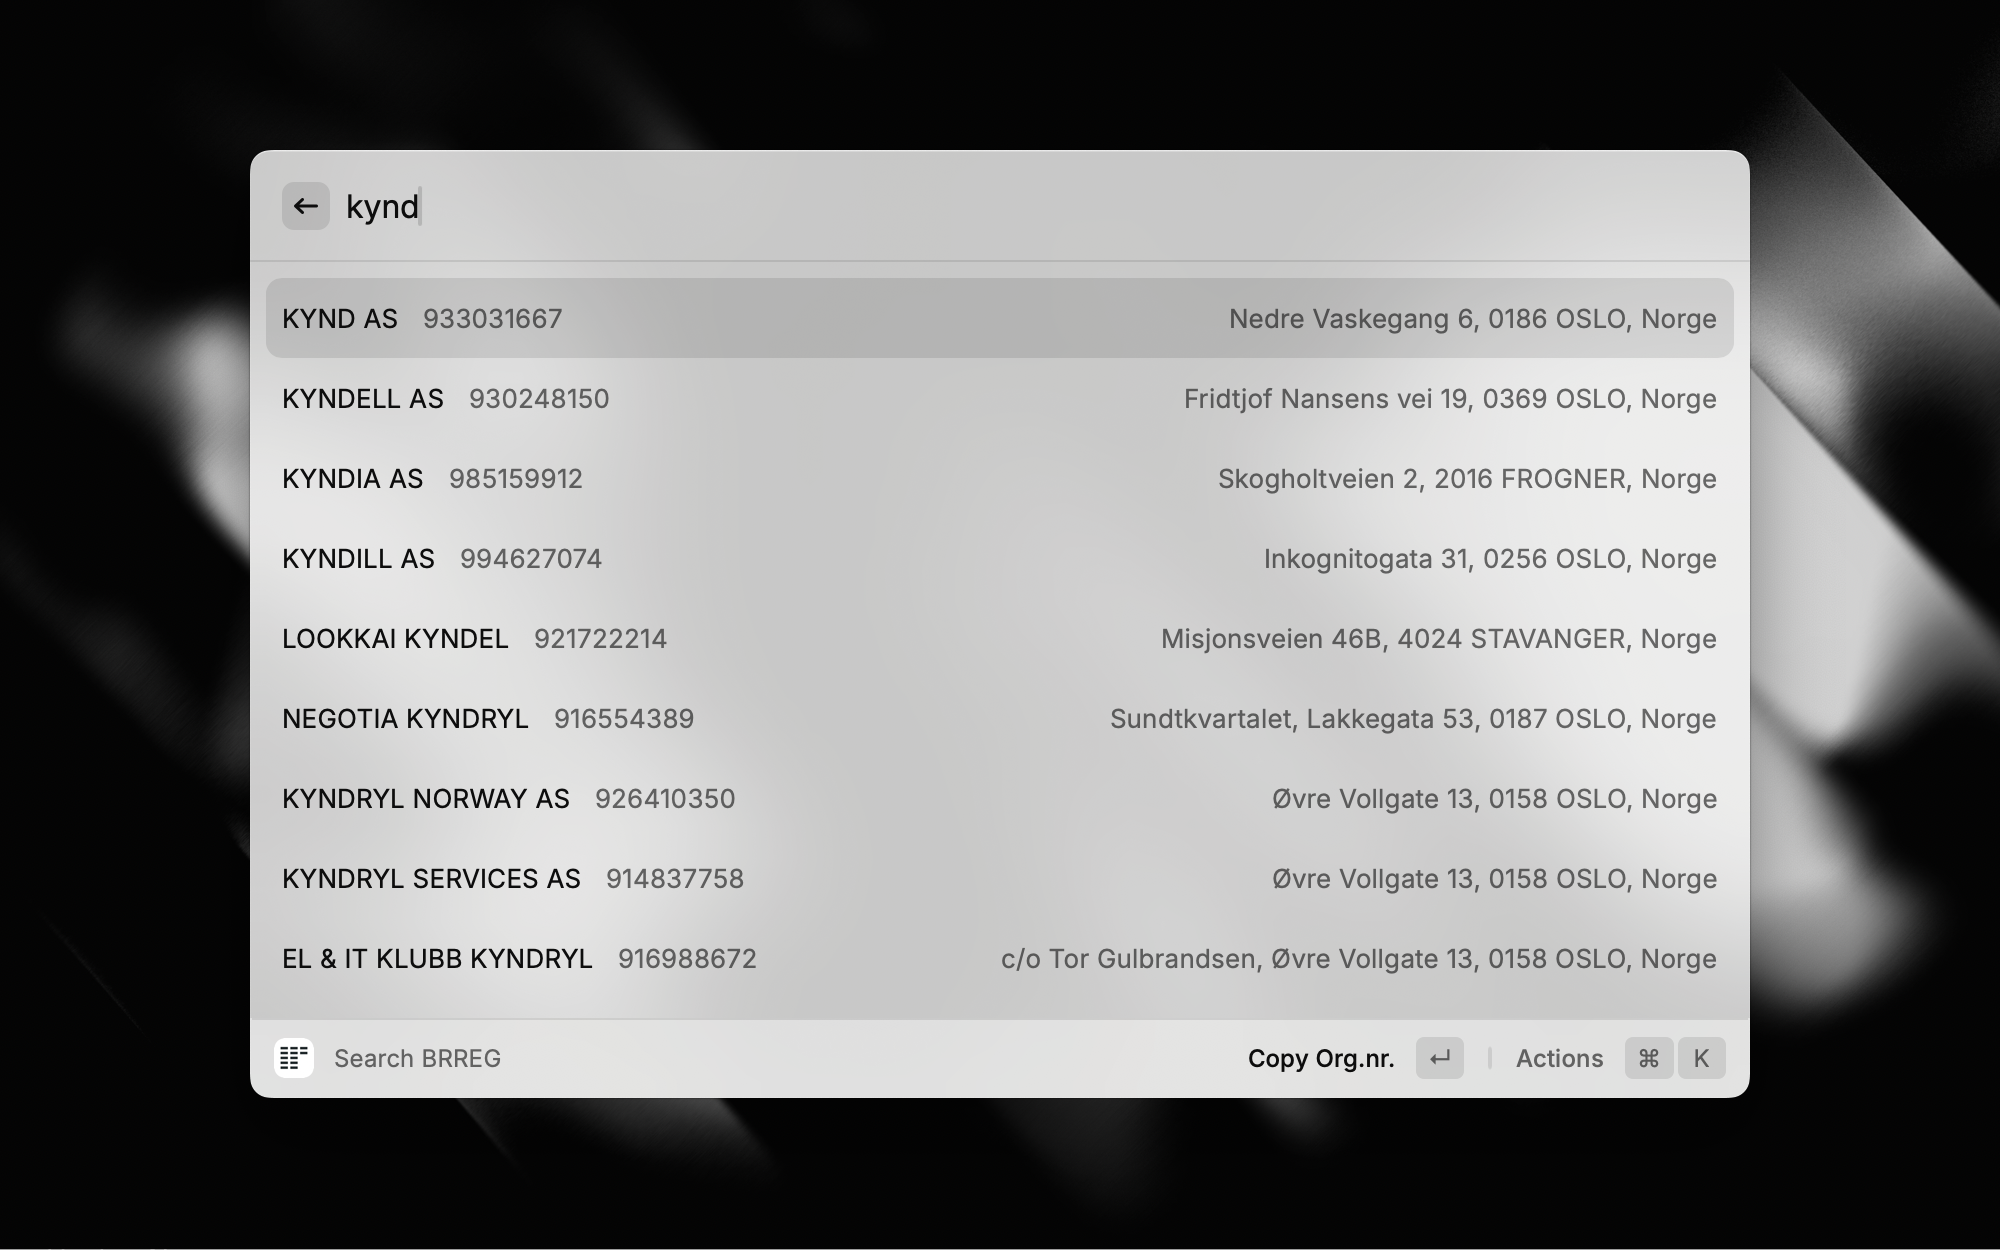 kynd
KYND AS 933031667 Nedre Vaskegang 6, 0186 OSLO, Norge
KYNDELL AS 930248150 Fridtjof Nansens vei 19, 0369 OSLO, Norge
KYNDIA AS 985159912 Skogholtveien 2, 2016 FROGNER, Norge
KYNDILL AS 994627074 Inkognitogata 31, 0256 OSLO, Norge
LOOKKAI KYNDEL 921722214 Misjonsveien 46B, 4024 STAVANGER, Norge
NEGOTIA KYNDRYL 916554389 Sundtkvartalet, Lakkegata 53, 0187 OSLO, Norge
KYNDRYL NORWAY AS 926410350 Øvre Vollgate 13, 0158 OSLO, Norge
KYNDRYL SERVICES AS 914837758 Øvre Vollgate 13, 0158 OSLO, Norge
EL & IT KLUBB KYNDRYL 916988672 c/o Tor Gulbrandsen, Øvre Vollgate 13, 0158 OSLO, Norge
Search BRREG Copy Org.nr. ↵ Actions ⌘ K